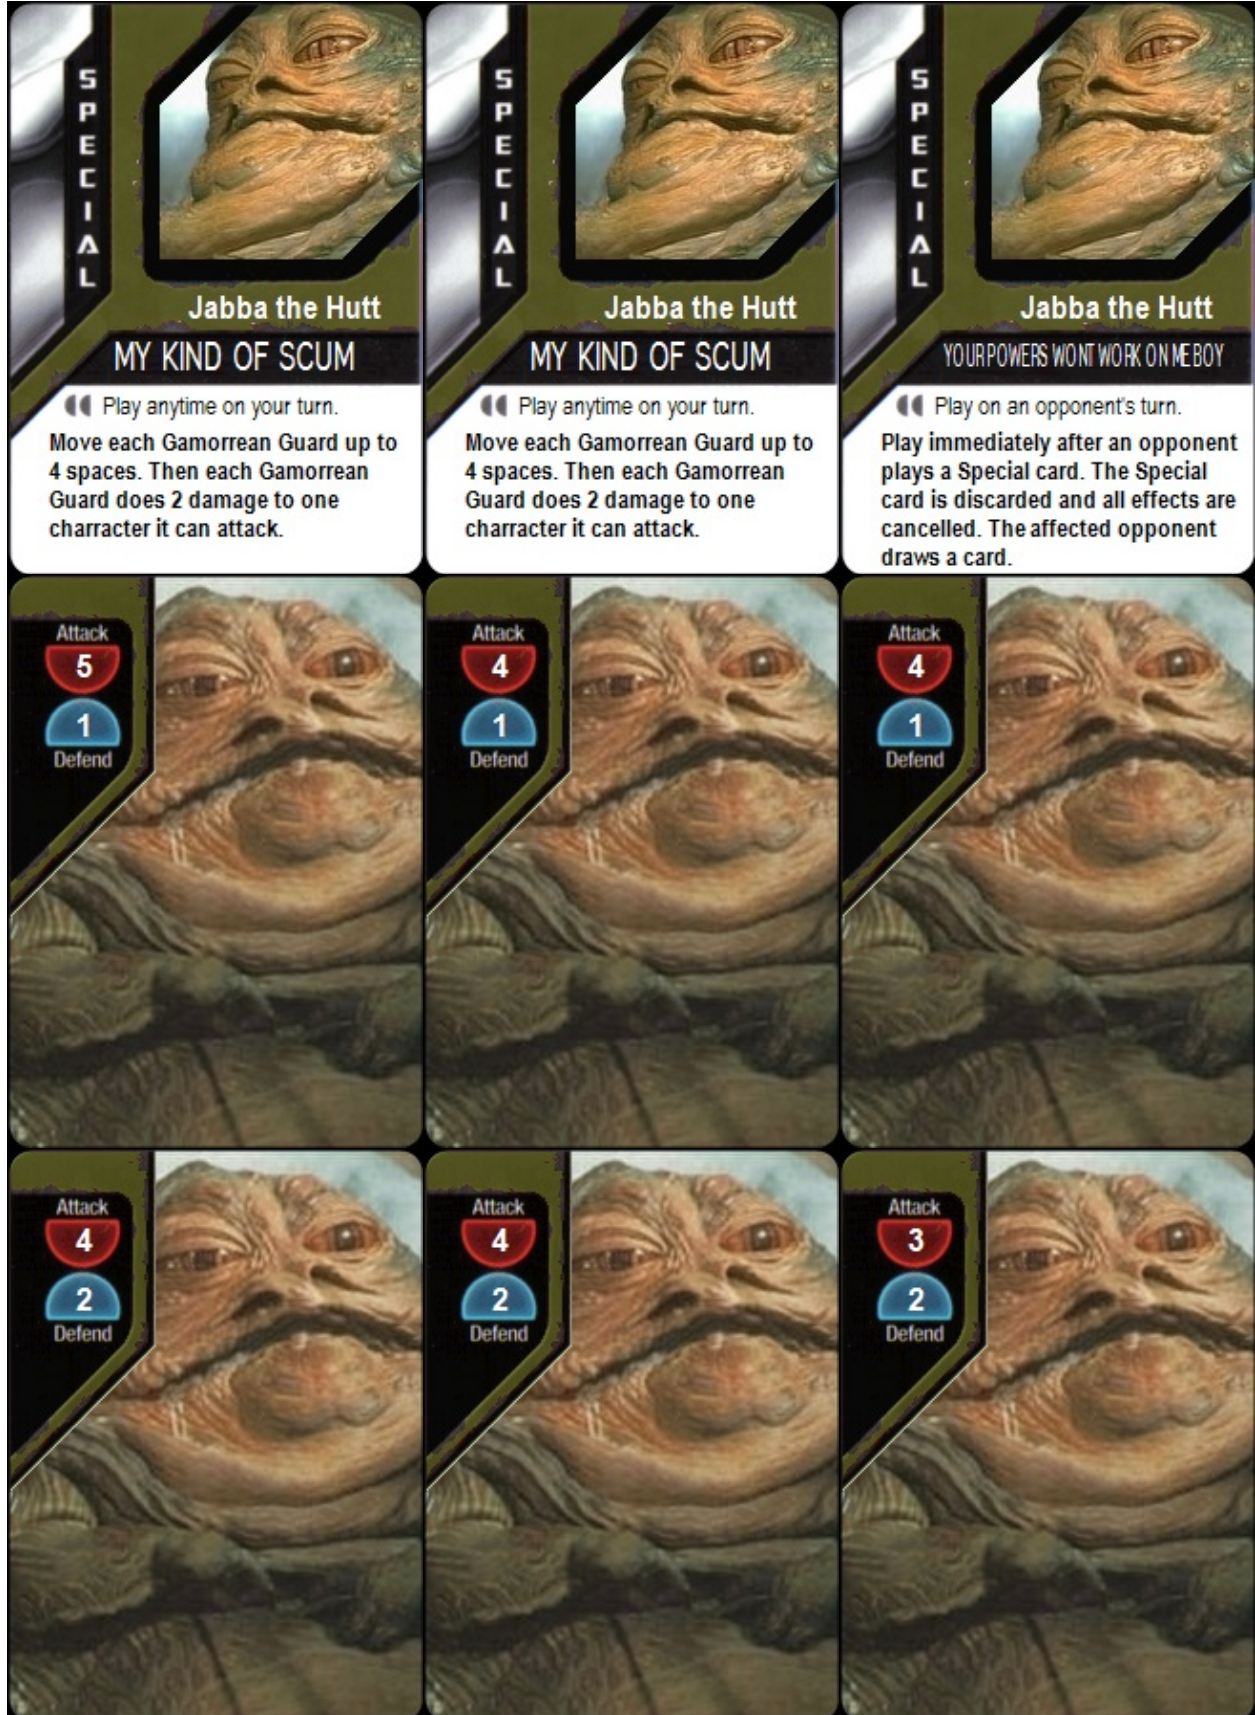 SPECIAL
Jabba the Hutt
MY KIND OF SCUM
Play anytime on your turn.
Move each Gamorrean Guard up to
4 spaces. Then each Gamorrean
Guard does 2 damage to one
charracter it can attack.
SPECIAL
Jabba the Hutt
MY KIND OF SCUM
Play anytime on your turn.
Move each Gamorrean Guard up to
4 spaces. Then each Gamorrean
Guard does 2 damage to one
charracter it can attack.
SPECIAL
Jabba the Hutt
YOUR POWERS WONT WORK ON ME BOY
Play on an opponent's turn.
Play immediately after an opponent
plays a Special card. The Special
card is discarded and all effects are
cancelled. The affected opponent
draws a card.
Attack
5
1
Defend
Attack
4
1
Defend
Attack
4
1
Defend
Attack
4
2
Defend
Attack
4
2
Defend
Attack
3
2
Defend